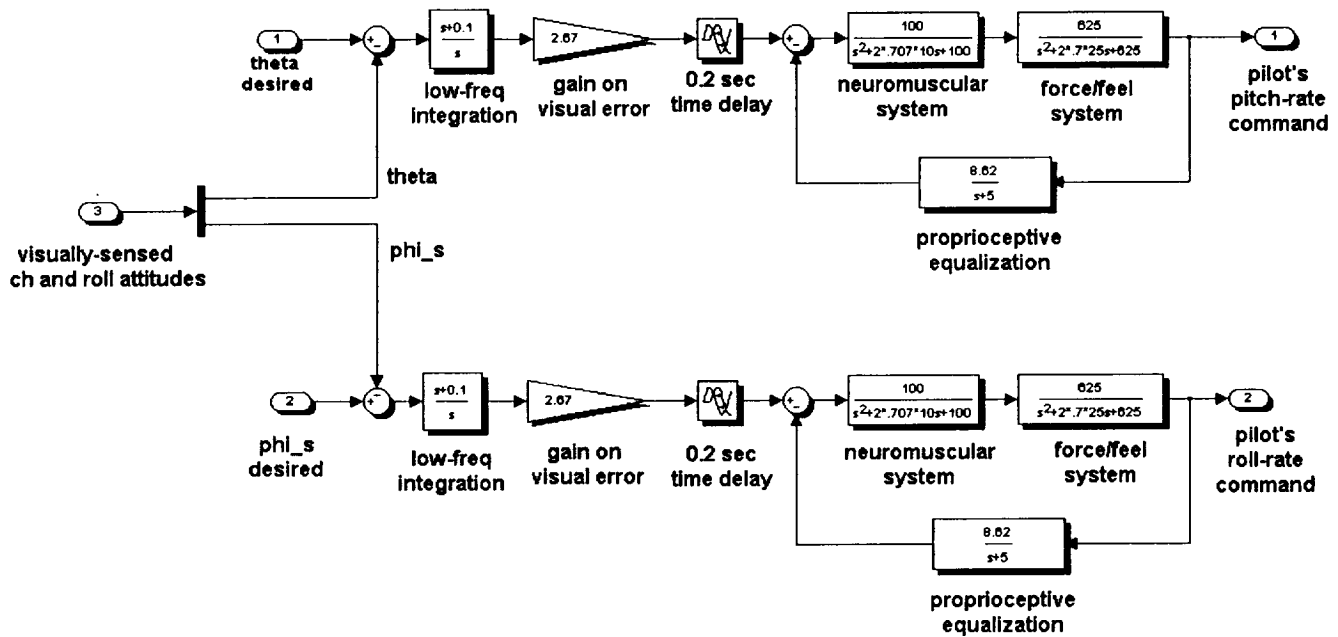 1
theta
desired
+
-
s+0.1
s
low-freq
integration
2.67
gain on
visual error
0.2 sec
time delay
+
-
100
s²+2*.707*10s+100
neuromuscular
system
625
s²+2*.7*25s+625
force/feel
system
1
pilot's
pitch-rate
command
8.62
s+5
proprioceptive
equalization
theta
3
visually-sensed
ch and roll attitudes
phi_s
2
phi_s
desired
+
-
s+0.1
s
low-freq
integration
2.67
gain on
visual error
0.2 sec
time delay
+
-
100
s²+2*.707*10s+100
neuromuscular
system
625
s²+2*.7*25s+625
force/feel
system
2
pilot's
roll-rate
command
8.62
s+5
proprioceptive
equalization